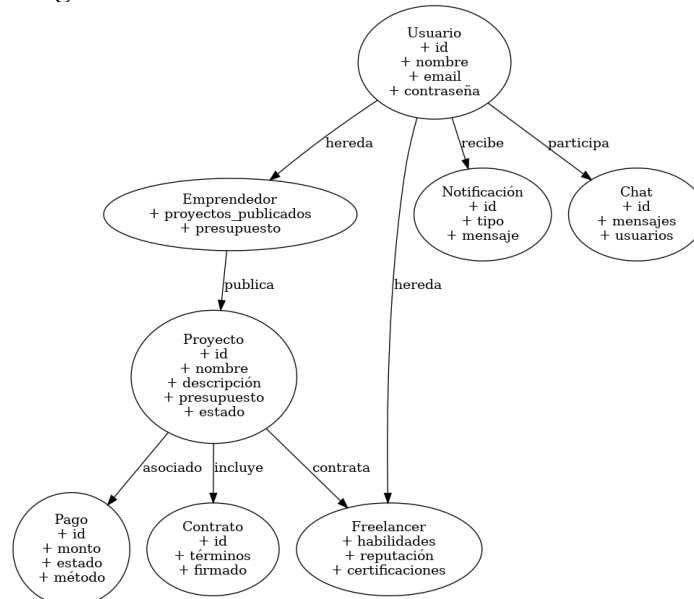 Usuario
+ id
+ nombre
+ email
+ contraseña
hereda
recibe
participa
Emprendedor
+ proyectos_publicados
+ presupuesto
Notificación
+ id
+ tipo
+ mensaje
Chat
+ id
+ mensajes
+ usuarios
publica
hereda
Proyecto
+ id
+ nombre
+ descripción
+ presupuesto
+ estado
asociado
incluye
contrata
Pago
+ id
+ monto
+ estado
+ método
Contrato
+ id
+ términos
+ firmado
Freelancer
+ habilidades
+ reputación
+ certificaciones